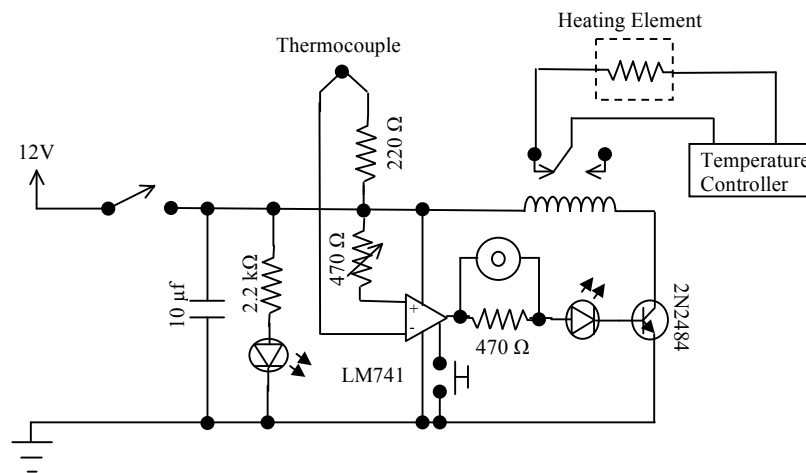 Heating Element
Thermocouple
220 Ω
12V
Temperature
Controller
470 Ω
2.2 kΩ
10 µf
+
-
LM741
470 Ω
2N2484